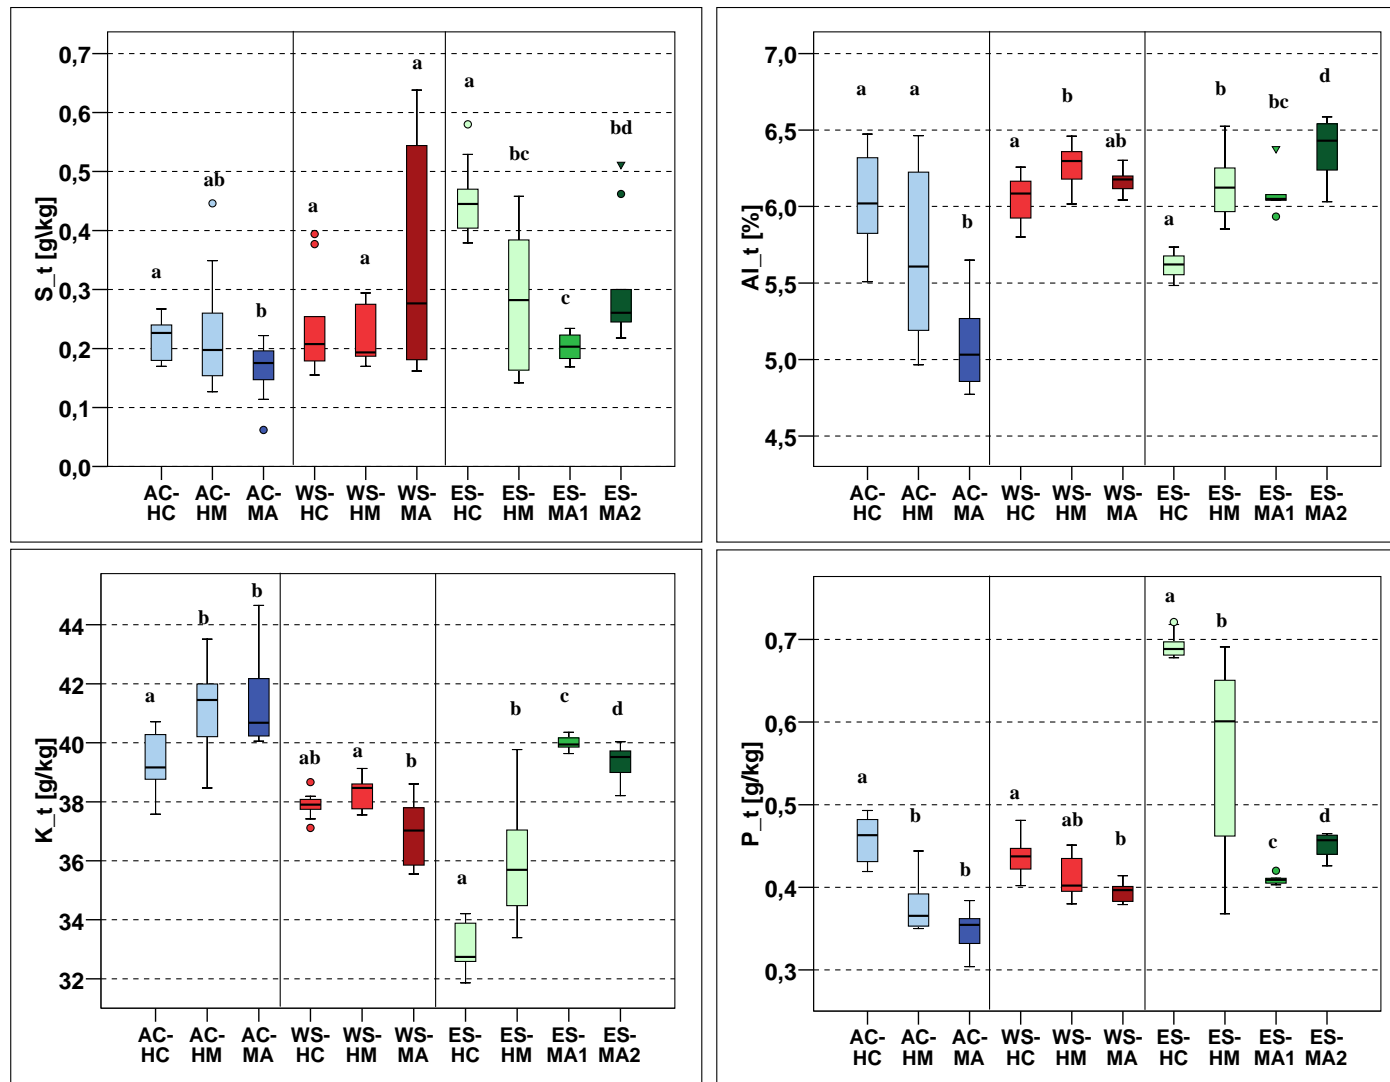 S_t [g\kg]
0,7
0,6
0,5
0,4
0,3
0,2
0,1
0,0
a
ab
b
a
a
a
a
bc
c
bd
AC-HC
AC-HM
AC-MA
WS-HC
WS-HM
WS-MA
ES-HC
ES-HM
ES-MA1
ES-MA2
Al_t [%]
7,0
6,5
6,0
5,5
5,0
4,5
a
a
b
a
b
ab
a
b
bc
d
AC-HC
AC-HM
AC-MA
WS-HC
WS-HM
WS-MA
ES-HC
ES-HM
ES-MA1
ES-MA2
K_t [g/kg]
44
42
40
38
36
34
32
a
b
b
ab
a
b
a
b
c
d
AC-HC
AC-HM
AC-MA
WS-HC
WS-HM
WS-MA
ES-HC
ES-HM
ES-MA1
ES-MA2
P_t [g/kg]
0,7
0,6
0,5
0,4
0,3
a
b
b
a
ab
b
a
b
c
d
AC-HC
AC-HM
AC-MA
WS-HC
WS-HM
WS-MA
ES-HC
ES-HM
ES-MA1
ES-MA2